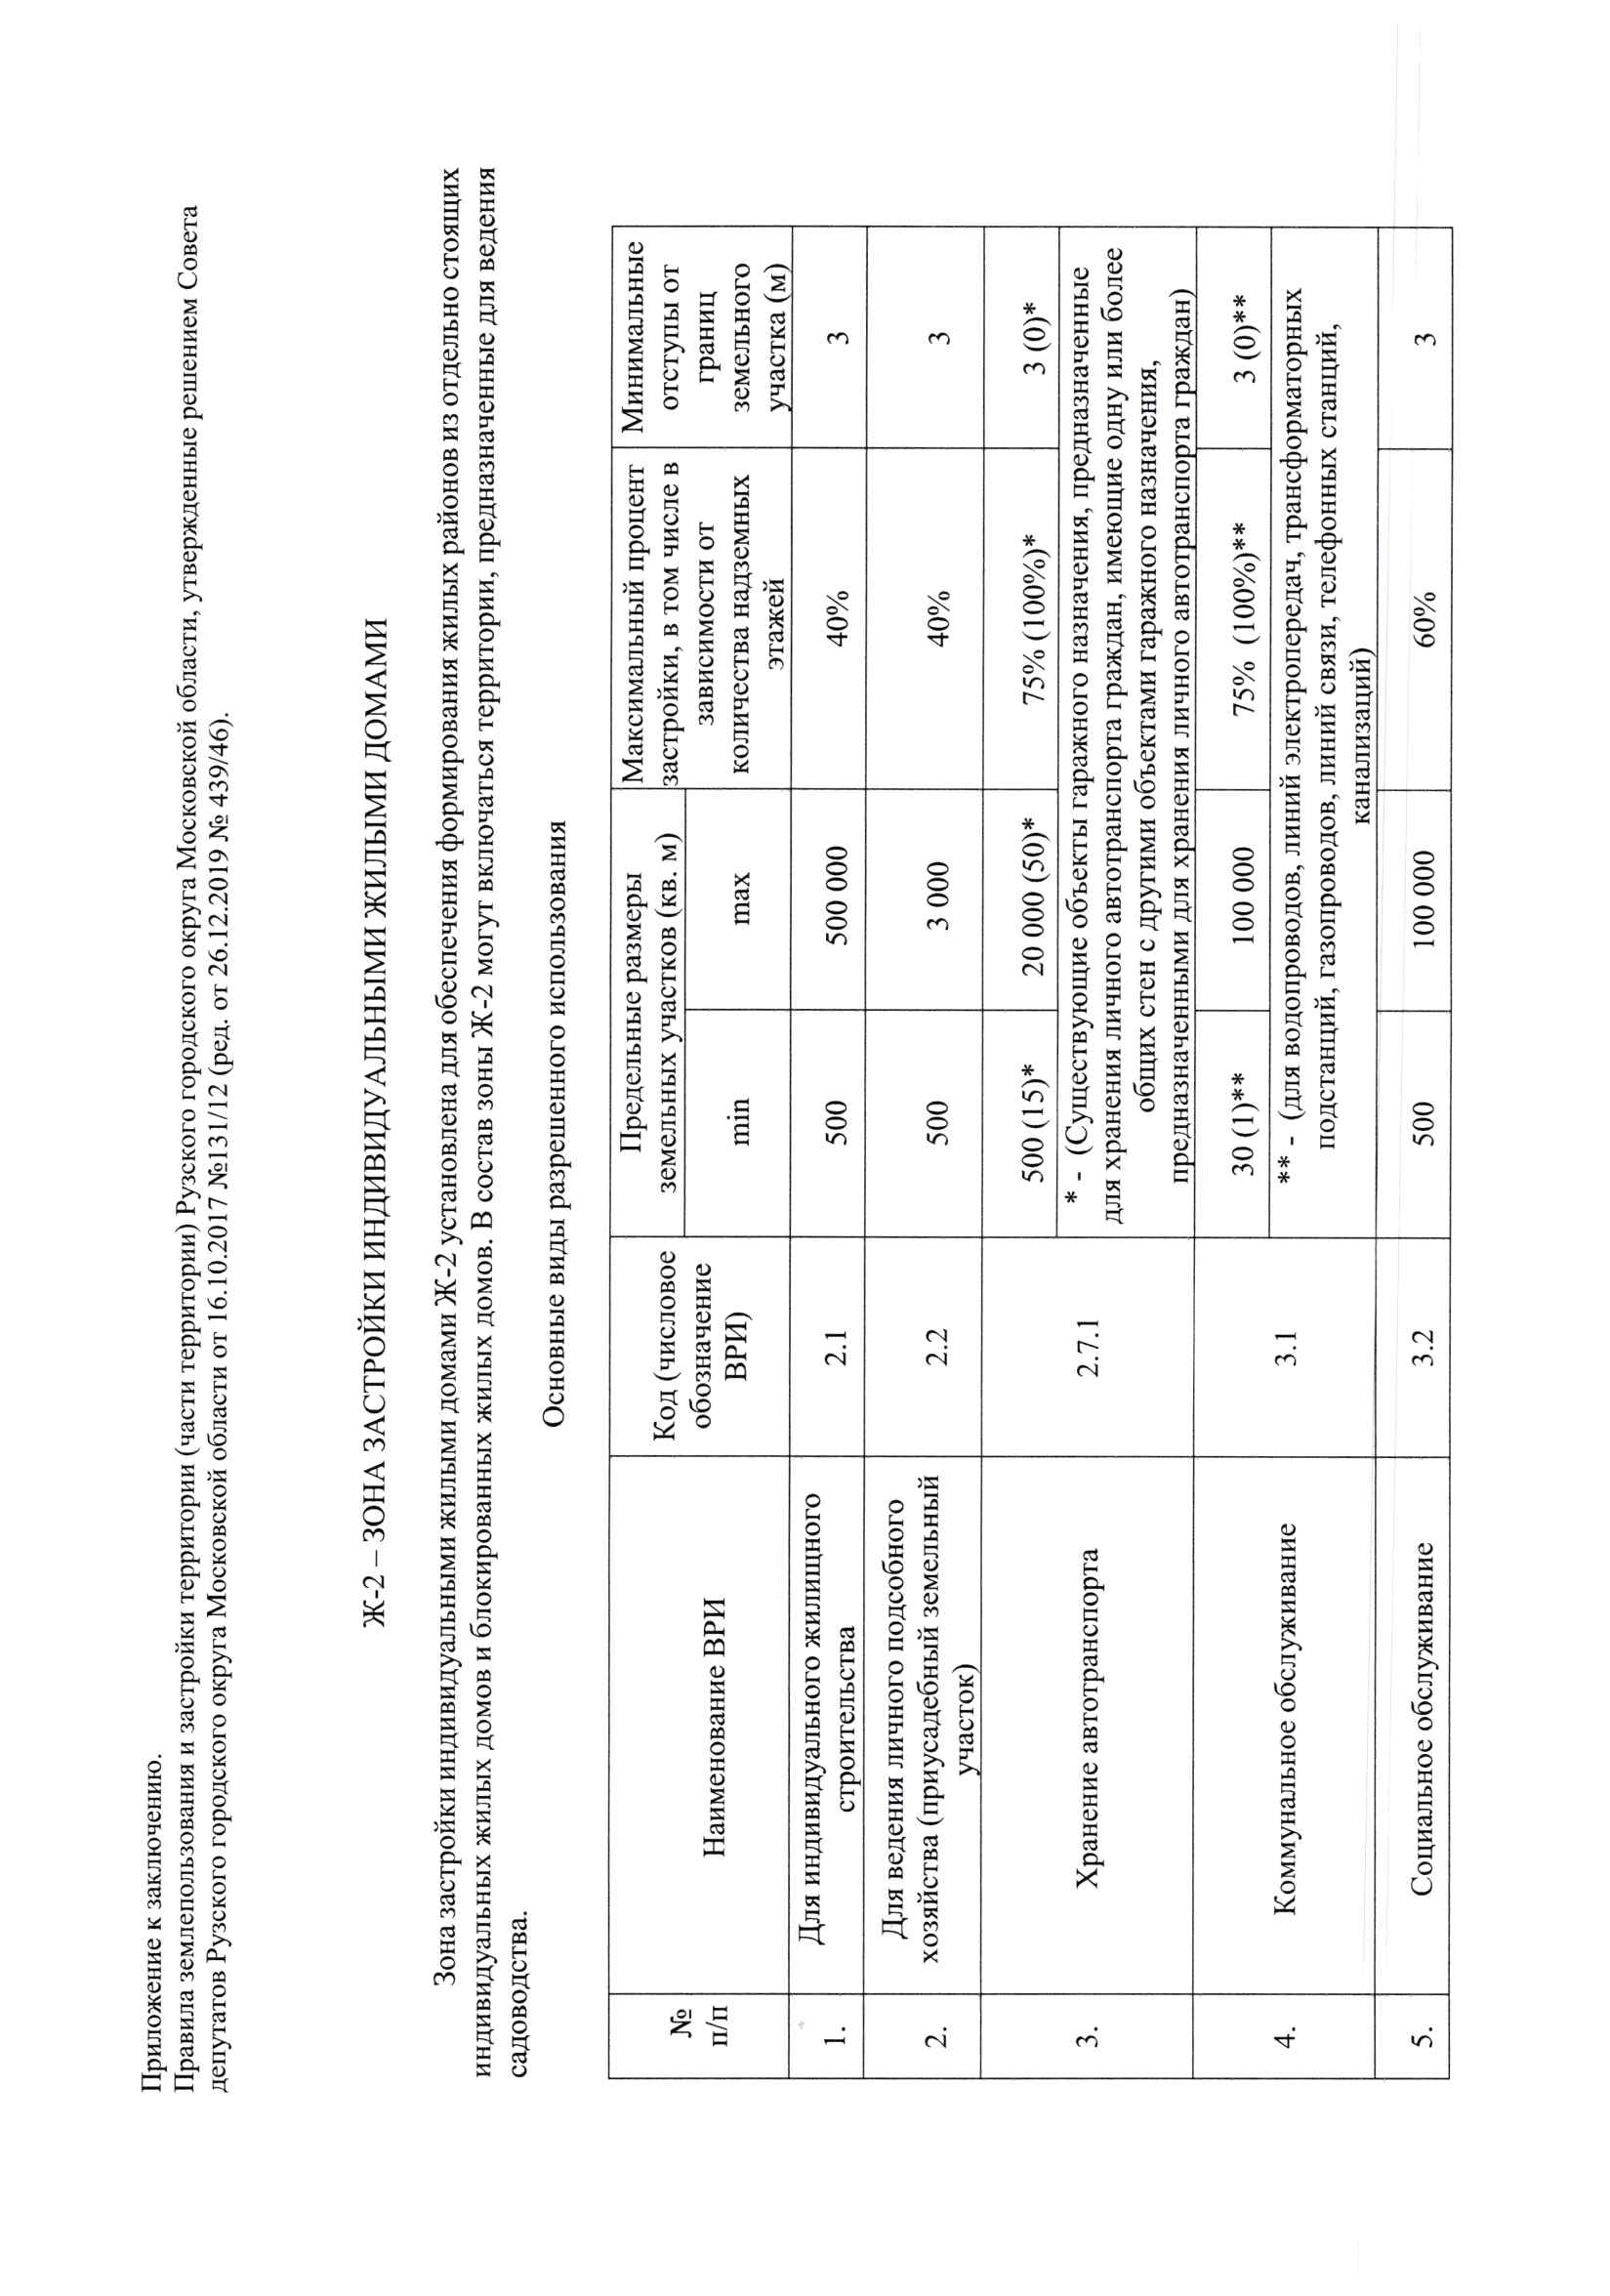 Приложение к заключению.
Правила землепользования и застройки территории (части территории) Рузского городского округа Московской области, утвержденные решением Совета
депутатов Рузского городского округа Московской области от 16.10.2017 №131/12 (ред. от 26.12.2019 № 439/46).
Ж-2 – ЗОНА ЗАСТРОЙКИ ИНДИВИДУАЛЬНЫМИ ЖИЛЫМИ ДОМАМИ
Зона застройки индивидуальными жилыми домами Ж-2 установлена для обеспечения формирования жилых районов из отдельно стоящих
индивидуальных жилых домов и блокированных жилых домов. В состав зоны Ж-2 могут включаться территории, предназначенные для ведения
садоводства.
Основные виды разрешенного использования
№
п/п
Наименование ВРИ
Код (числовое
обозначение
ВРИ)
Предельные размеры
земельных участков (кв. м)
min
max
Максимальный процент
застройки, в том числе в
зависимости от
количества надземных
этажей
Минимальные
отступы от
границ
земельного
участка (м)
1.
Для индивидуального жилищного
строительства
2.1
500
500 000
40%
3
2.
Для ведения личного подсобного
хозяйства (приусадебный земельный
участок)
2.2
500
3 000
40%
3
3.
Хранение автотранспорта
2.7.1
500 (15)*
20 000 (50)*
75% (100%)*
3 (0)*
* - (Существующие объекты гаражного назначения, предназначенные
для хранения личного автотранспорта граждан, имеющие одну или более
общих стен с другими объектами гаражного назначения,
предназначенными для хранения личного автотранспорта граждан)
4.
Коммунальное обслуживание
3.1
30 (1)**
100 000
75% (100%)**
3 (0)**
** - (для водопроводов, линий электропередач, трансформаторных
подстанций, газопроводов, линий связи, телефонных станций,
канализаций)
5.
Социальное обслуживание
3.2
500
100 000
60%
3